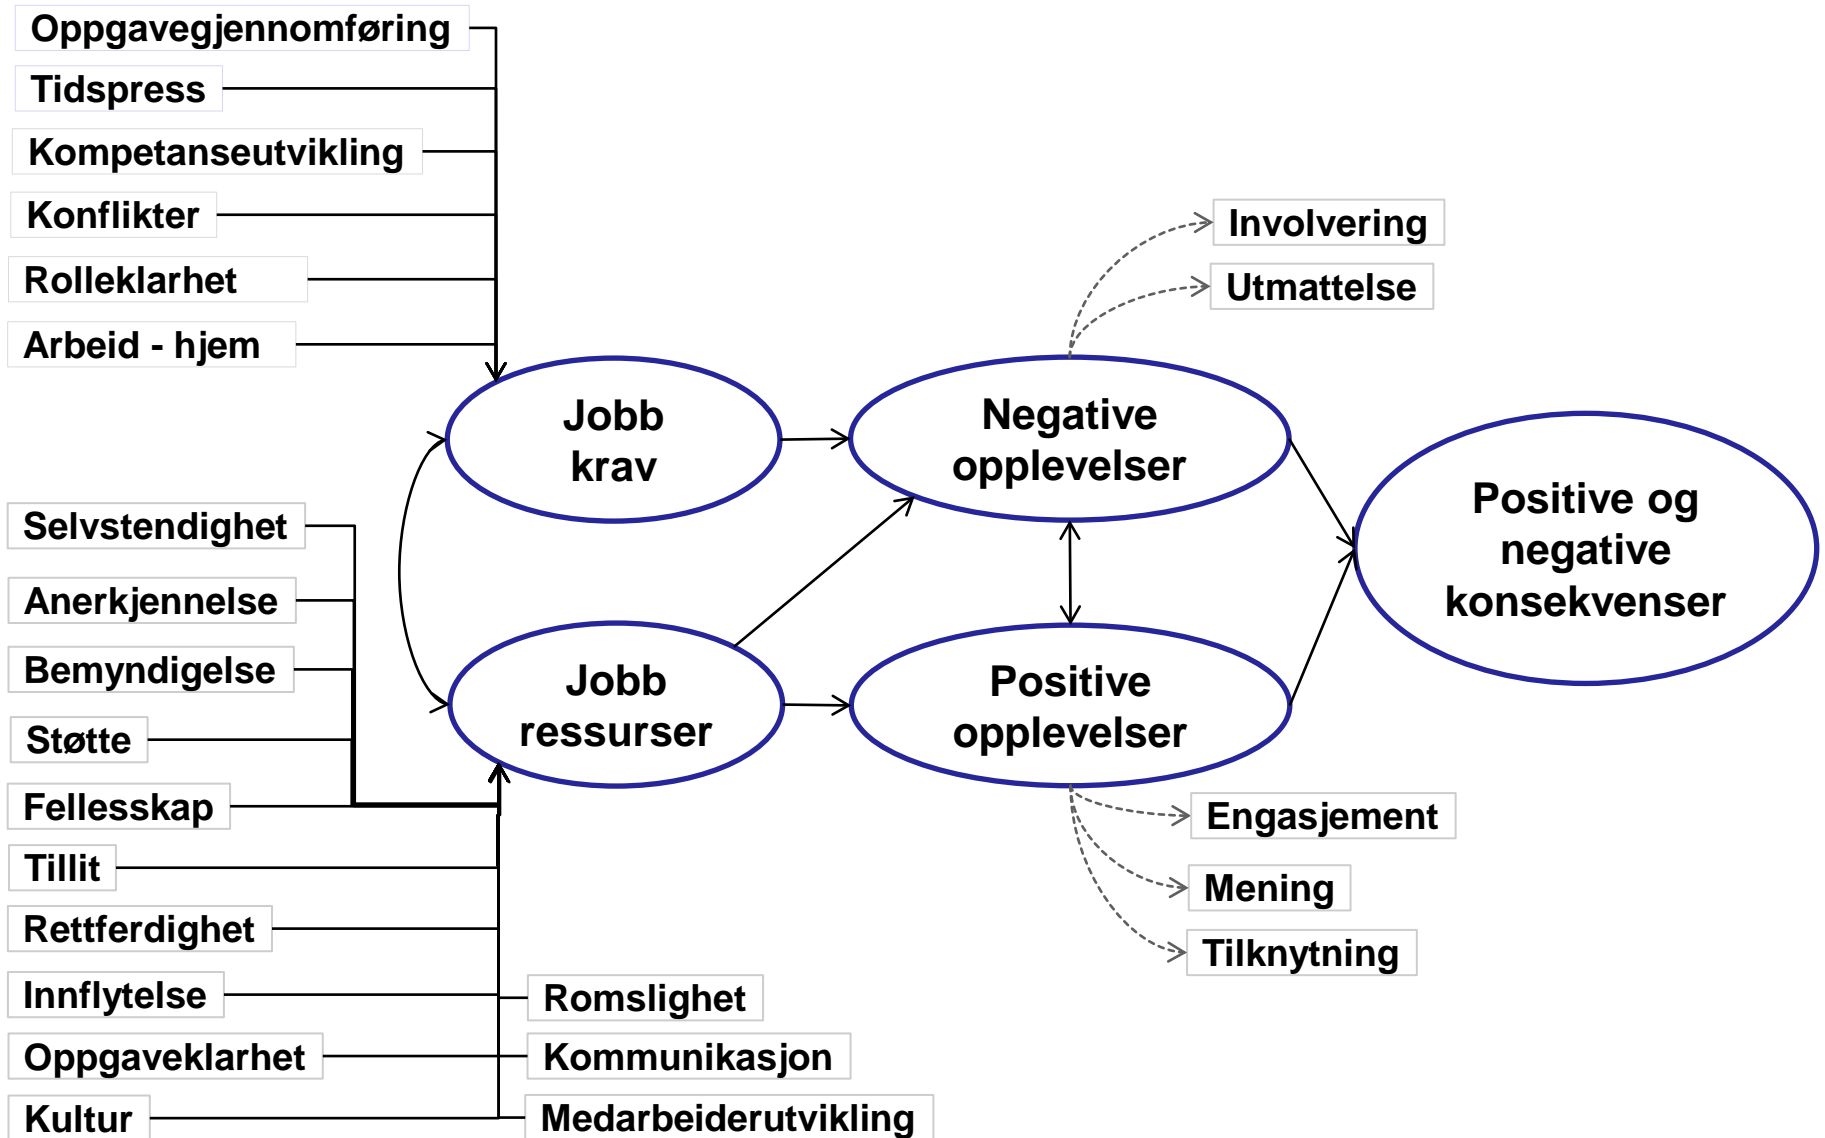 Oppgavegjennomføring
Tidspress
Kompetanseutvikling
Konflikter
Rolleklarhet
Arbeid - hjem
Involvering
Utmattelse
Jobb
krav
Negative
opplevelser
Positive og
negative
konsekvenser
Selvstendighet
Anerkjennelse
Bemyndigelse
Støtte
Fellesskap
Tillit
Rettferdighet
Innflytelse
Oppgaveklarhet
Kultur
Jobb
ressurser
Positive
opplevelser
Engasjement
Mening
Tilknytning
Romslighet
Kommunikasjon
Medarbeiderutvikling